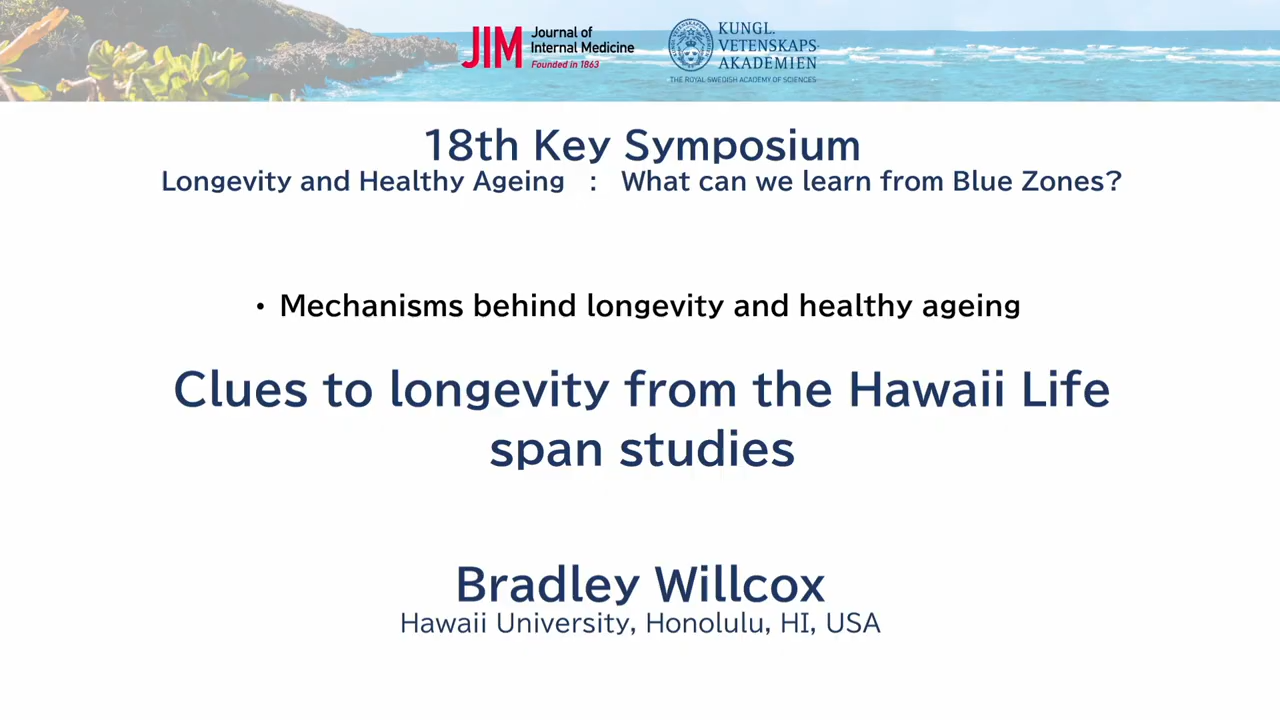 JIM
Journal of
Internal Medicine
Founded in 1863
KUNGL.
VETENSKAPS-
AKADEMIEN
THE ROYAL SWEDISH ACADEMY OF SCIENCES
18th Key Symposium
Longevity and Healthy Ageing : What can we learn from Blue Zones?
• Mechanisms behind longevity and healthy ageing
Clues to longevity from the Hawaii Life
span studies
Bradley Willcox
Hawaii University, Honolulu, HI, USA